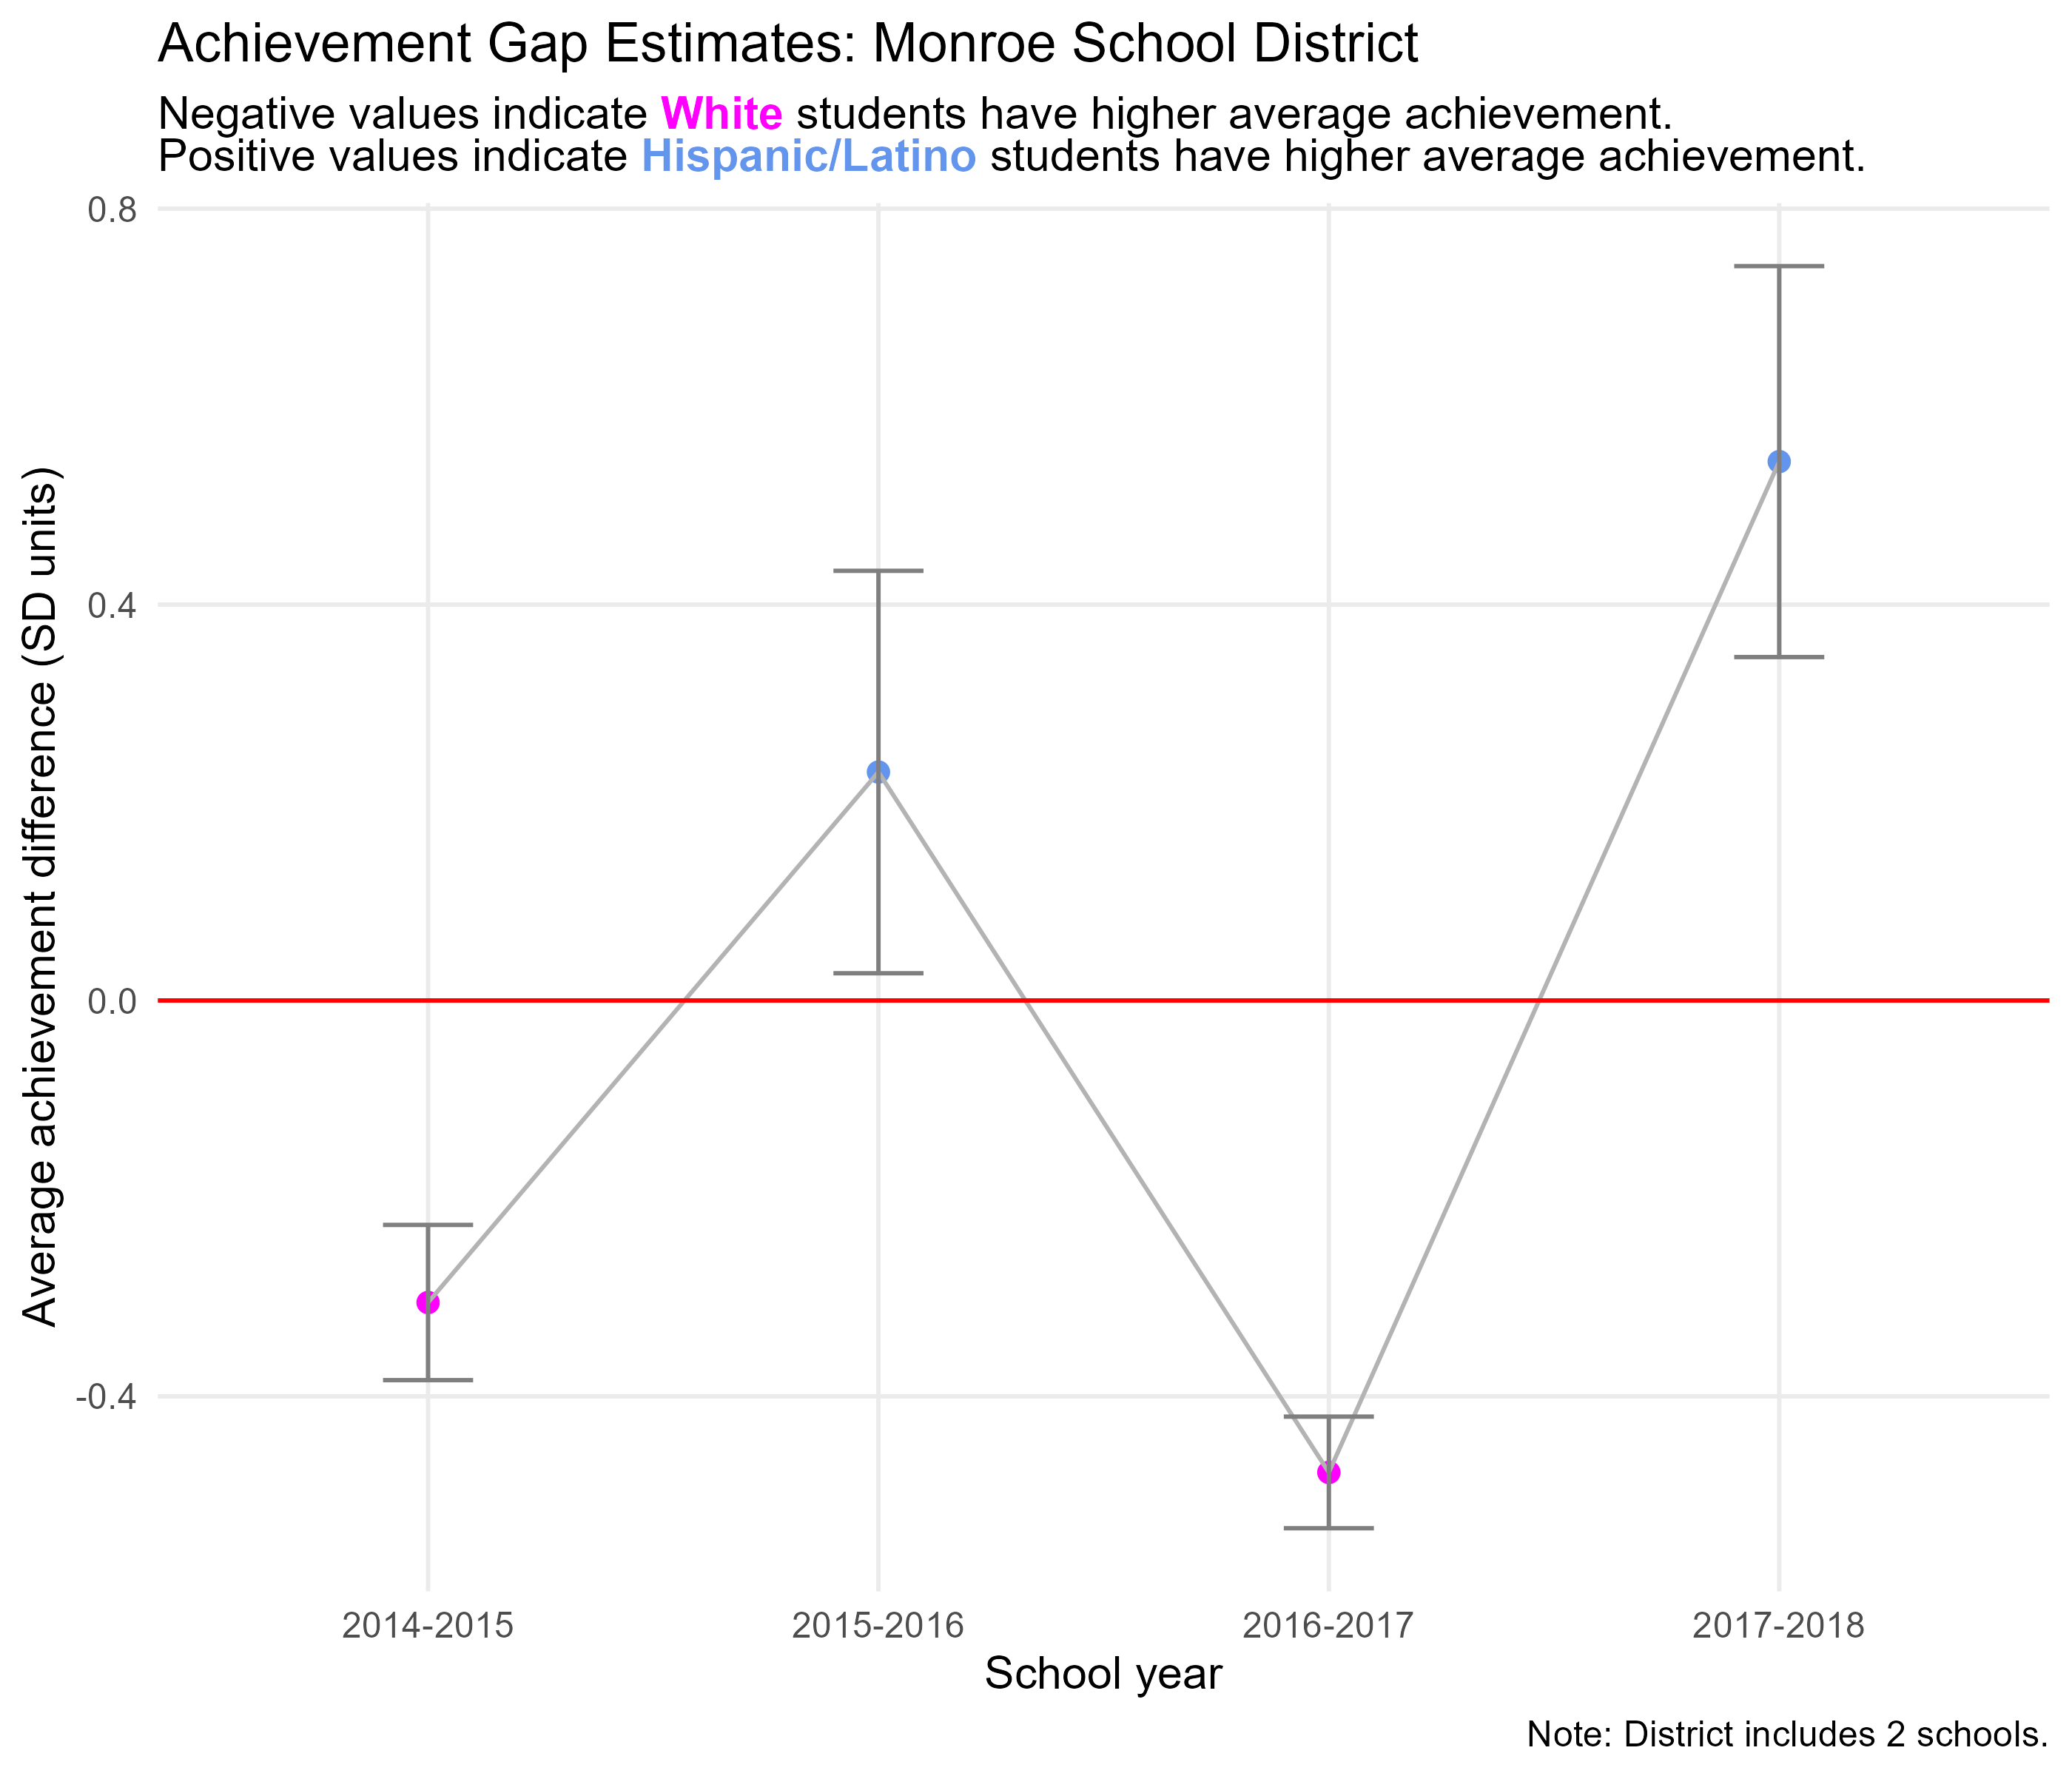 Achievement Gap Estimates: Monroe School District
Negative values indicate White students have higher average achievement.
Positive values indicate Hispanic/Latino students have higher average achievement.
Average achievement difference (SD units)
0.8
0.4
0.0
-0.4
2014-2015 2015-2016 2016-2017 2017-2018
School year
Note: District includes 2 schools.